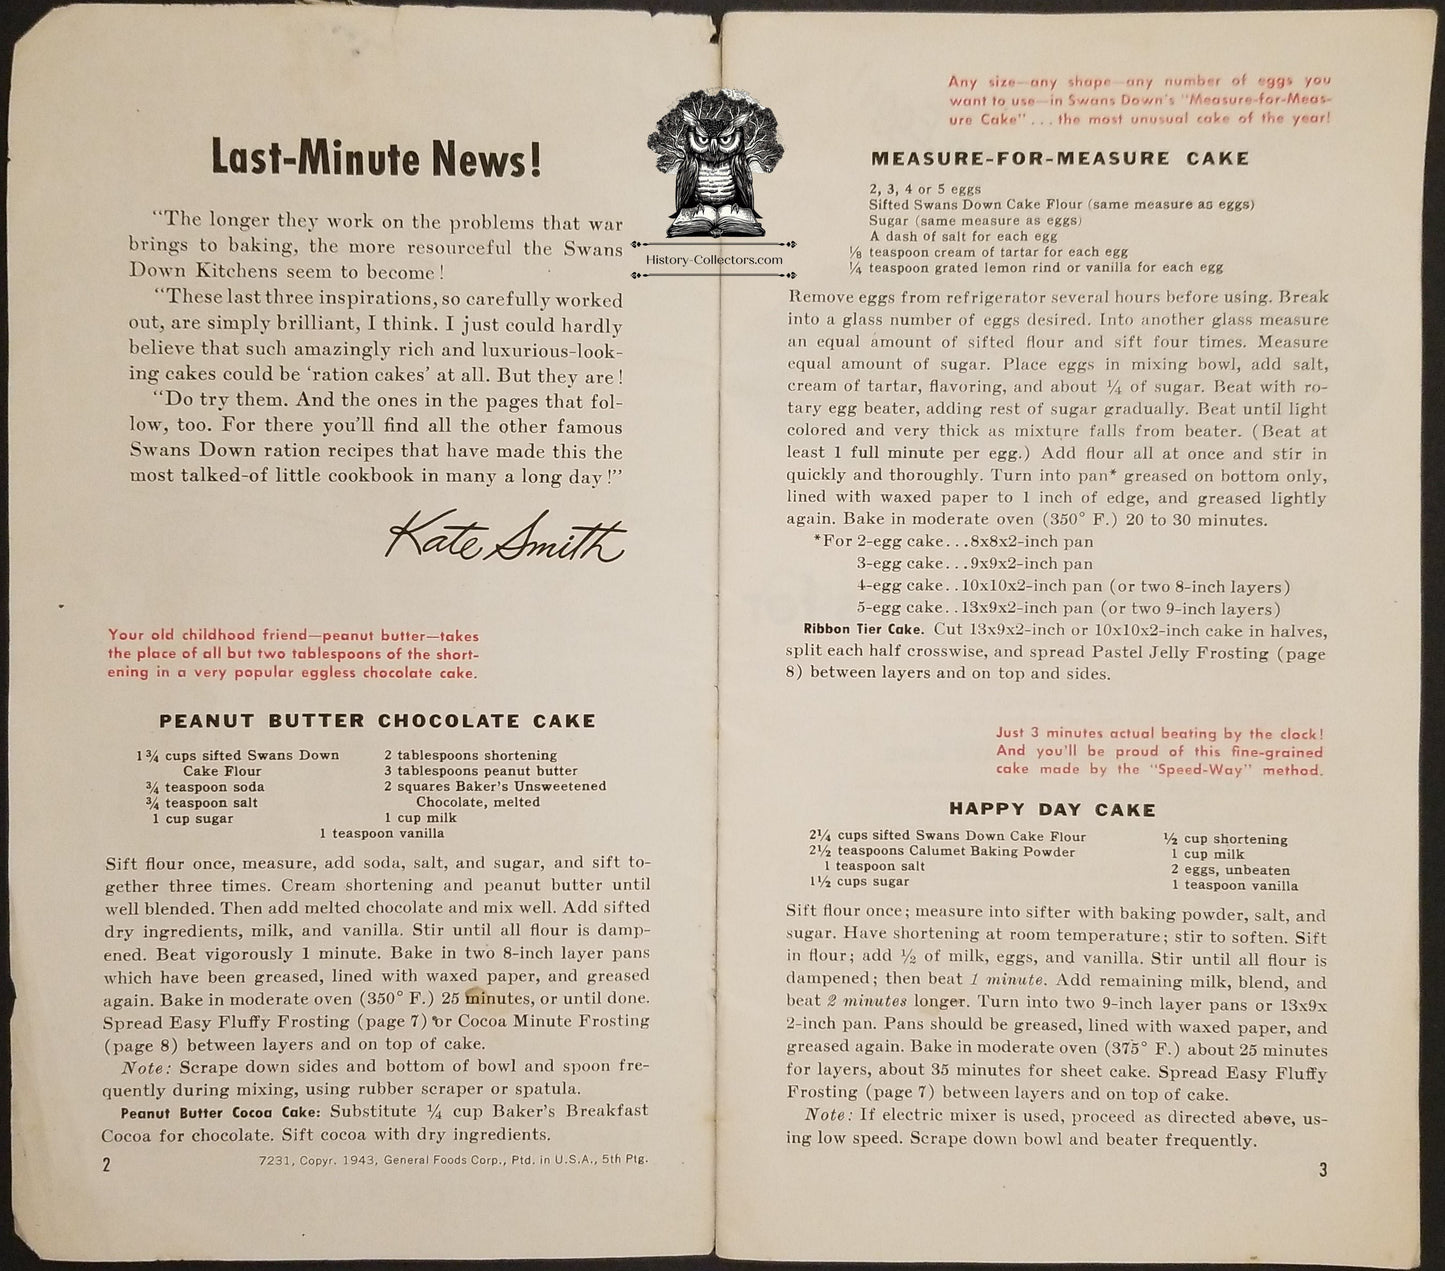 Last-Minute News!
“The longer they work on the problems that war
brings to baking, the more resourceful the Swans
Down Kitchens seem to become!
“These last three inspirations, so carefully worked
out, are simply brilliant, I think. I just could hardly
believe that such amazingly rich and luxurious-look-
ing cakes could be ‘ration cakes’ at all. But they are!
“Do try them. And the ones in the pages that fol-
low, too. For there you’ll find all the other famous
Swans Down ration recipes that have made this the
most talked-of little cookbook in many a long day!”
Kate Smith
Your old childhood friend—peanut butter—takes
the place of all but two tablespoons of the short-
ening in a very popular eggless chocolate cake.
PEANUT BUTTER CHOCOLATE CAKE
1 ¾ cups sifted Swans Down
Cake Flour
¾ teaspoon soda
¾ teaspoon salt
1 cup sugar
2 tablespoons shortening
3 tablespoons peanut butter
2 squares Baker's Unsweetened
Chocolate, melted
1 cup milk
1 teaspoon vanilla
Sift flour once, measure, add soda, salt, and sugar, and sift to-
gether three times. Cream shortening and peanut butter until
well blended. Then add melted chocolate and mix well. Add sifted
dry ingredients, milk, and vanilla. Stir until all flour is damp-
ened. Beat vigorously 1 minute. Bake in two 8-inch layer pans
which have been greased, lined with waxed paper, and greased
again. Bake in moderate oven (350° F.) 25 minutes, or until done.
Spread Easy Fluffy Frosting (page 7) or Cocoa Minute Frosting
(page 8) between layers and on top of cake.
Note: Scrape down sides and bottom of bowl and spoon fre-
quently during mixing, using rubber scraper or spatula.
Peanut Butter Cocoa Cake: Substitute ¼ cup Baker's Breakfast
Cocoa for chocolate. Sift cocoa with dry ingredients.
2
7231, Copyr. 1943, General Foods Corp., Ptd. in U.S.A., 5th Ptg.
History-Collectors.com
Any size—any shape—any number of eggs you
want to use—in Swans Down's "Measure-for-Meas-
ure Cake" . . . the most unusual cake of the year!
MEASURE-FOR-MEASURE CAKE
2, 3, 4 or 5 eggs
Sifted Swans Down Cake Flour (same measure as eggs)
Sugar (same measure as eggs)
A dash of salt for each egg
⅛ teaspoon cream of tartar for each egg
¼ teaspoon grated lemon rind or vanilla for each egg
Remove eggs from refrigerator several hours before using. Break
into a glass number of eggs desired. Into another glass measure
an equal amount of sifted flour and sift four times. Measure
equal amount of sugar. Place eggs in mixing bowl, add salt,
cream of tartar, flavoring, and about ¼ of sugar. Beat with ro-
tary egg beater, adding rest of sugar gradually. Beat until light
colored and very thick as mixture falls from beater. (Beat at
least 1 full minute per egg.) Add flour all at once and stir in
quickly and thoroughly. Turn into pan* greased on bottom only,
lined with waxed paper to 1 inch of edge, and greased lightly
again. Bake in moderate oven (350° F.) 20 to 30 minutes.
*For 2-egg cake...8x8x2-inch pan
3-egg cake...9x9x2-inch pan
4-egg cake..10x10x2-inch pan (or two 8-inch layers)
5-egg cake..13x9x2-inch pan (or two 9-inch layers)
Ribbon Tier Cake. Cut 13x9x2-inch or 10x10x2-inch cake in halves,
split each half crosswise, and spread Pastel Jelly Frosting (page
8) between layers and on top and sides.
Just 3 minutes actual beating by the clock!
And you'll be proud of this fine-grained
cake made by the "Speed-Way" method.
HAPPY DAY CAKE
2¼ cups sifted Swans Down Cake Flour
2½ teaspoons Calumet Baking Powder
1 teaspoon salt
1½ cups sugar
½ cup shortening
1 cup milk
2 eggs, unbeaten
1 teaspoon vanilla
Sift flour once; measure into sifter with baking powder, salt, and
sugar. Have shortening at room temperature; stir to soften. Sift
in flour; add ½ of milk, eggs, and vanilla. Stir until all flour is
dampened; then beat 1 minute. Add remaining milk, blend, and
beat 2 minutes longer. Turn into two 9-inch layer pans or 13x9x
2-inch pan. Pans should be greased, lined with waxed paper, and
greased again. Bake in moderate oven (375° F.) about 25 minutes
for layers, about 35 minutes for sheet cake. Spread Easy Fluffy
Frosting (page 7) between layers and on top of cake.
Note: If electric mixer is used, proceed as directed above, us-
ing low speed. Scrape down bowl and beater frequently.
3